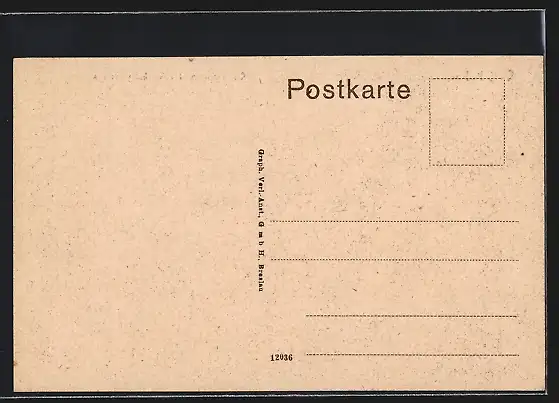 Postkarte
Graph. Verl.-Anst., G m b H., Breslau
12036